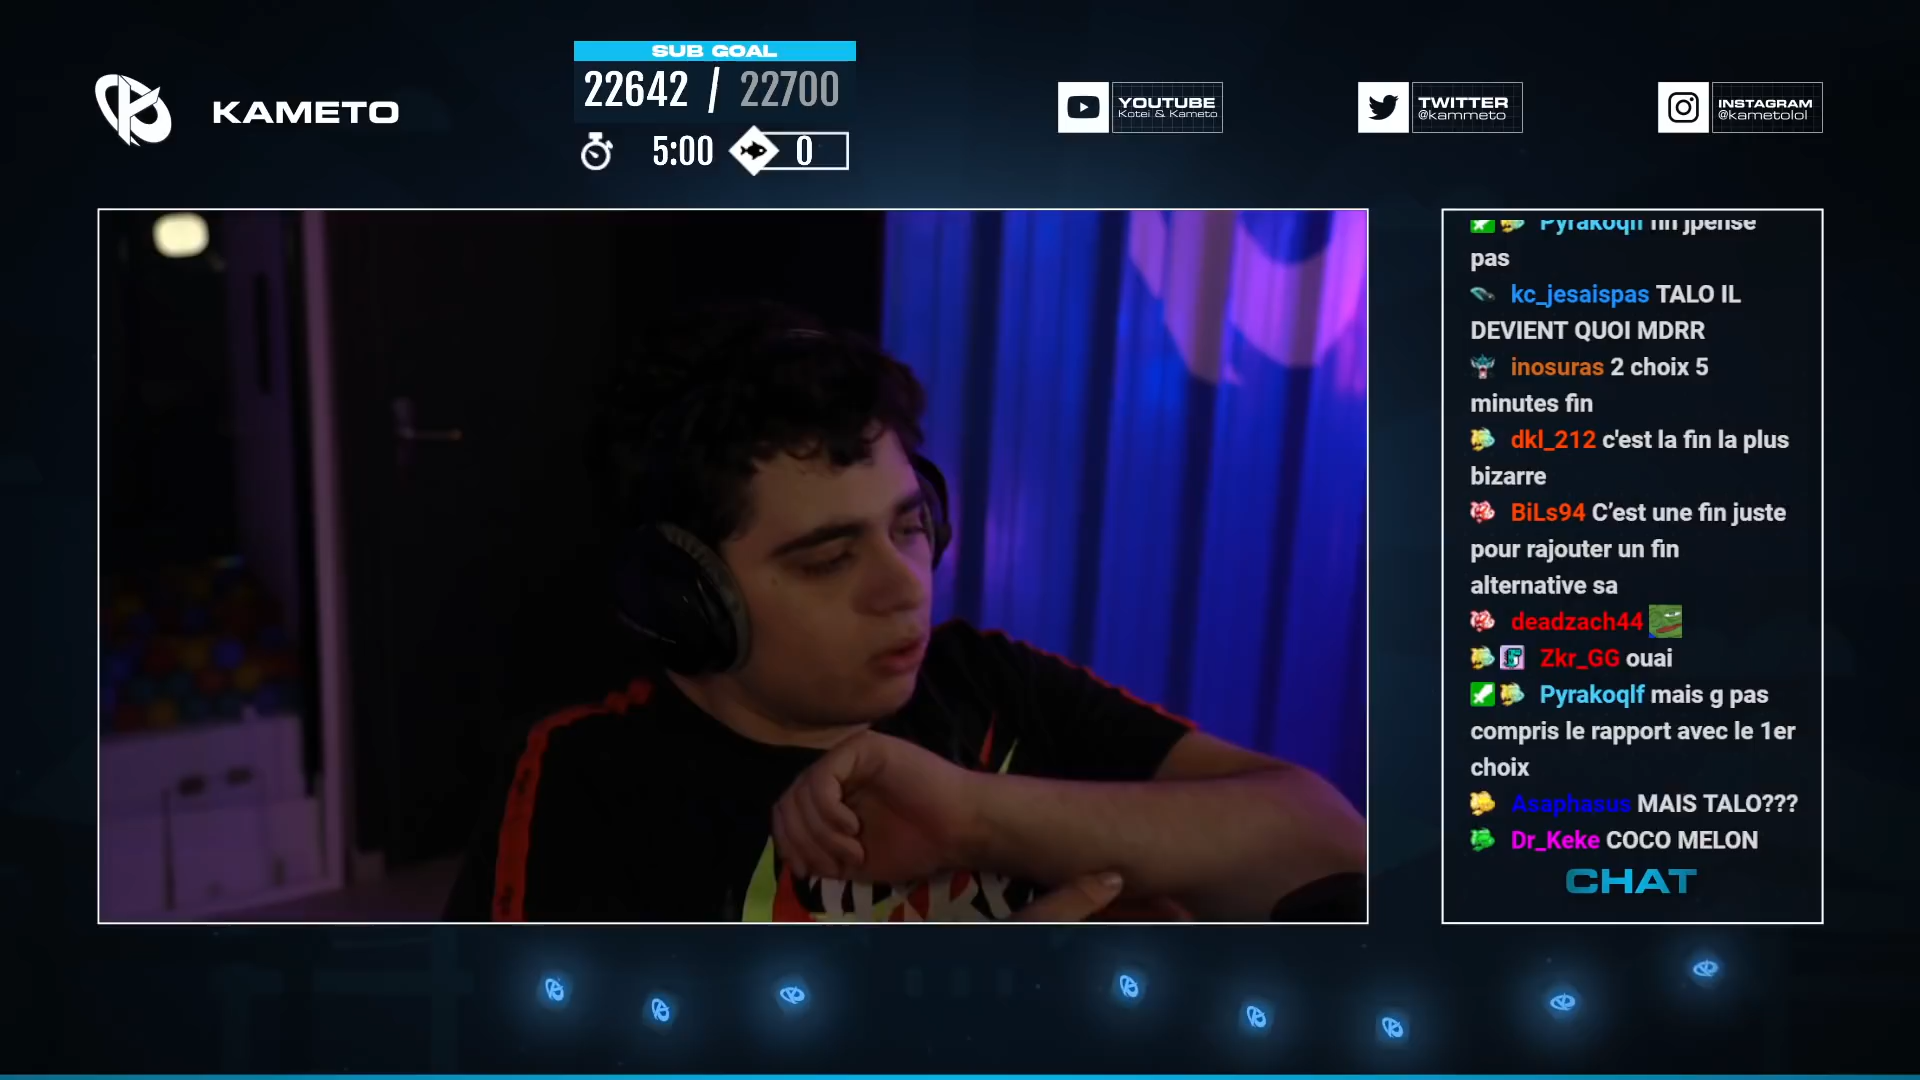 KAMETO
SUB GOAL
22642 / 22700
5:00
0
YOUTUBE
Kotei & Kameto
TWITTER
@kammeto
INSTAGRAM
@kametolol
Pyrakoqlf fin jpense
pas
kc_jesaispas TALO IL
DEVIENT QUOI MDRR
inosuras 2 choix 5
minutes fin
dkl_212 c'est la fin la plus
bizarre
BiLs94 C’est une fin juste
pour rajouter un fin
alternative sa
deadzach44
Zkr_GG ouai
Pyrakoqlf mais g pas
compris le rapport avec le 1er
choix
Asaphasus MAIS TALO???
Dr_Keke COCO MELON
CHAT